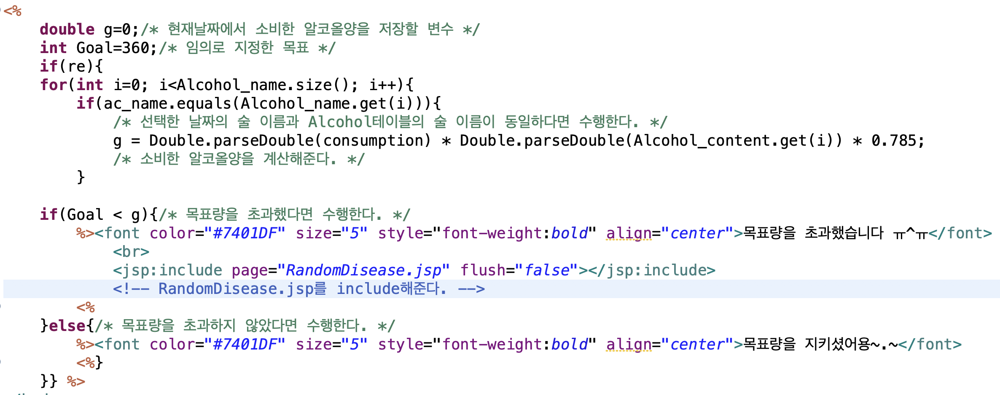 <%
double g=0;/* 현재날짜에서 소비한 알코올양을 저장할 변수 */
int Goal=360;/* 임의로 지정한 목표 */
if(re){
for(int i=0; i<Alcohol_name.size(); i++){
if(ac_name.equals(Alcohol_name.get(i))){
/* 선택한 날짜의 술 이름과 Alcohol테이블의 술 이름이 동일하다면 수행한다. */
g = Double.parseDouble(consumption) * Double.parseDouble(Alcohol_content.get(i)) * 0.785;
/* 소비한 알코올양을 계산해준다. */
}
if(Goal < g){/* 목표량을 초과했다면 수행한다. */
%><font color="#7401DF" size="5" style="font-weight:bold" align="center">목표량을 초과했습니다 ㅠ^ㅠ</font>
<br>
<jsp:include page="RandomDisease.jsp" flush="false"></jsp:include>
<!-- RandomDisease.jsp를 include해준다. -->
<%
}else{/* 목표량을 초과하지 않았다면 수행한다. */
%><font color="#7401DF" size="5" style="font-weight:bold" align="center">목표량을 지키셨어용~.~</font>
<%}
}} %>